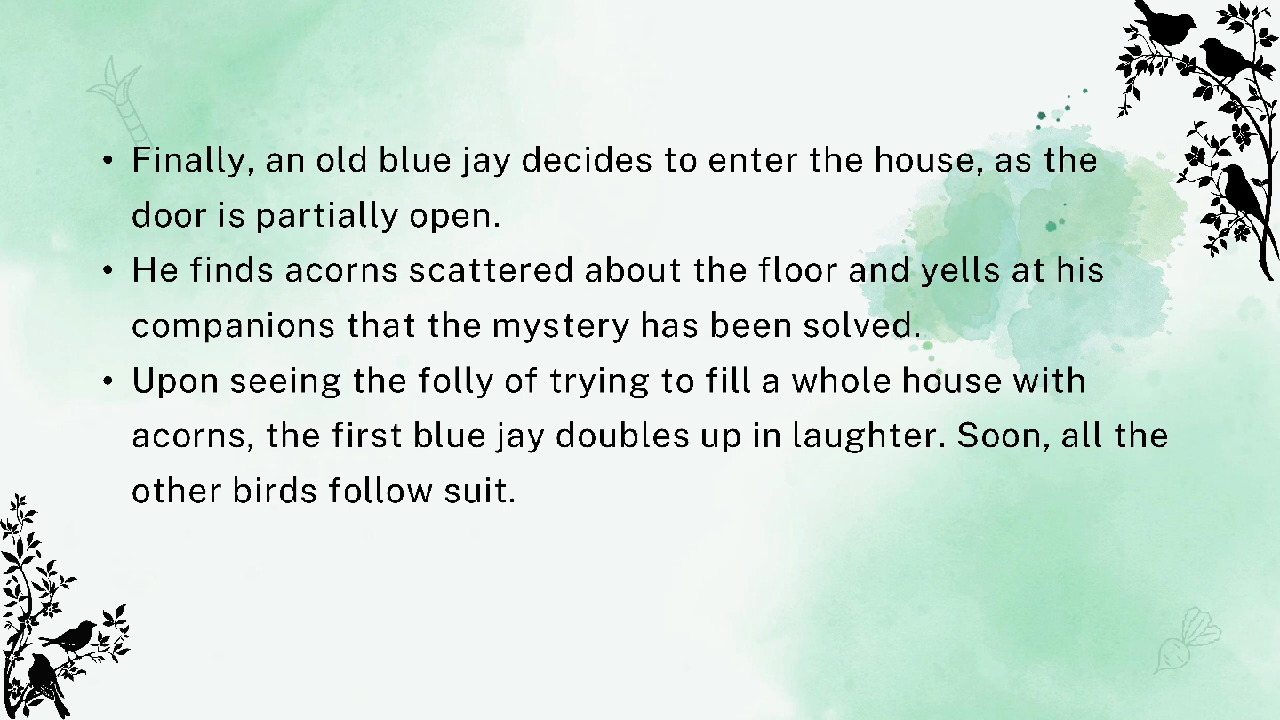 • Finally, an old blue jay decides to enter the house, as the
door is partially open.
• He finds acorns scattered about the floor and yells at his
companions that the mystery has been solved.
• Upon seeing the folly of trying to fill a whole house with
acorns, the first blue jay doubles up in laughter. Soon, all the
other birds follow suit.